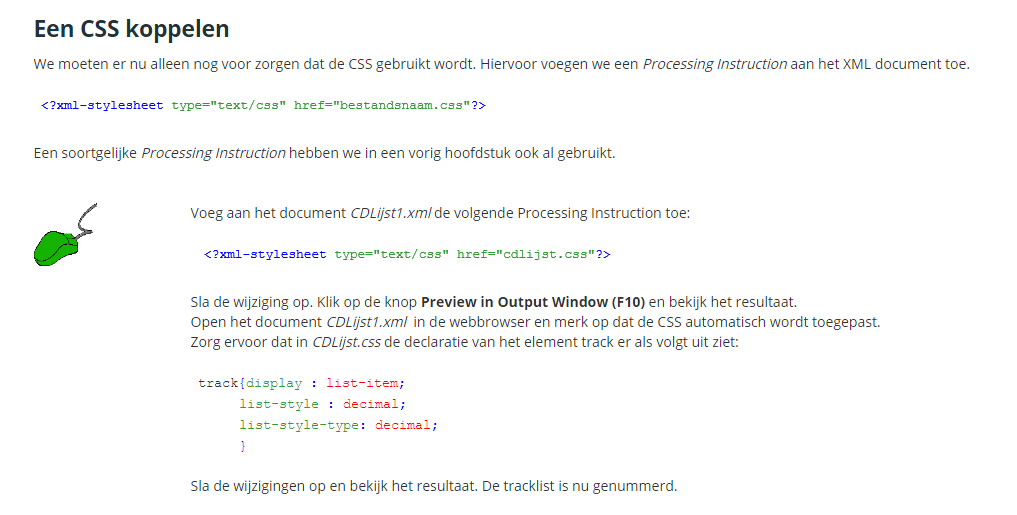 Een CSS koppelen
We moeten er nu alleen nog voor zorgen dat de CSS gebruikt wordt. Hiervoor voegen we een Processing Instruction aan het XML document toe.
<?xml-stylesheet type="text/css" href="bestandsnaam.css"?>
Een soortgelijke Processing Instruction hebben we in een vorig hoofdstuk ook al gebruikt.
Voeg aan het document CDLijst1.xml de volgende Processing Instruction toe:
<?xml-stylesheet type="text/css" href="cdlijst.css"?>
Sla de wijziging op. Klik op de knop Preview in Output Window (F10) en bekijk het resultaat.
Open het document CDLijst1.xml in de webbrowser en merk op dat de CSS automatisch wordt toegepast.
Zorg ervoor dat in CDLijst.css de declaratie van het element track er als volgt uit ziet:
track{display : list-item;
list-style : decimal;
list-style-type: decimal;
}
Sla de wijzigingen op en bekijk het resultaat. De tracklist is nu genummerd.